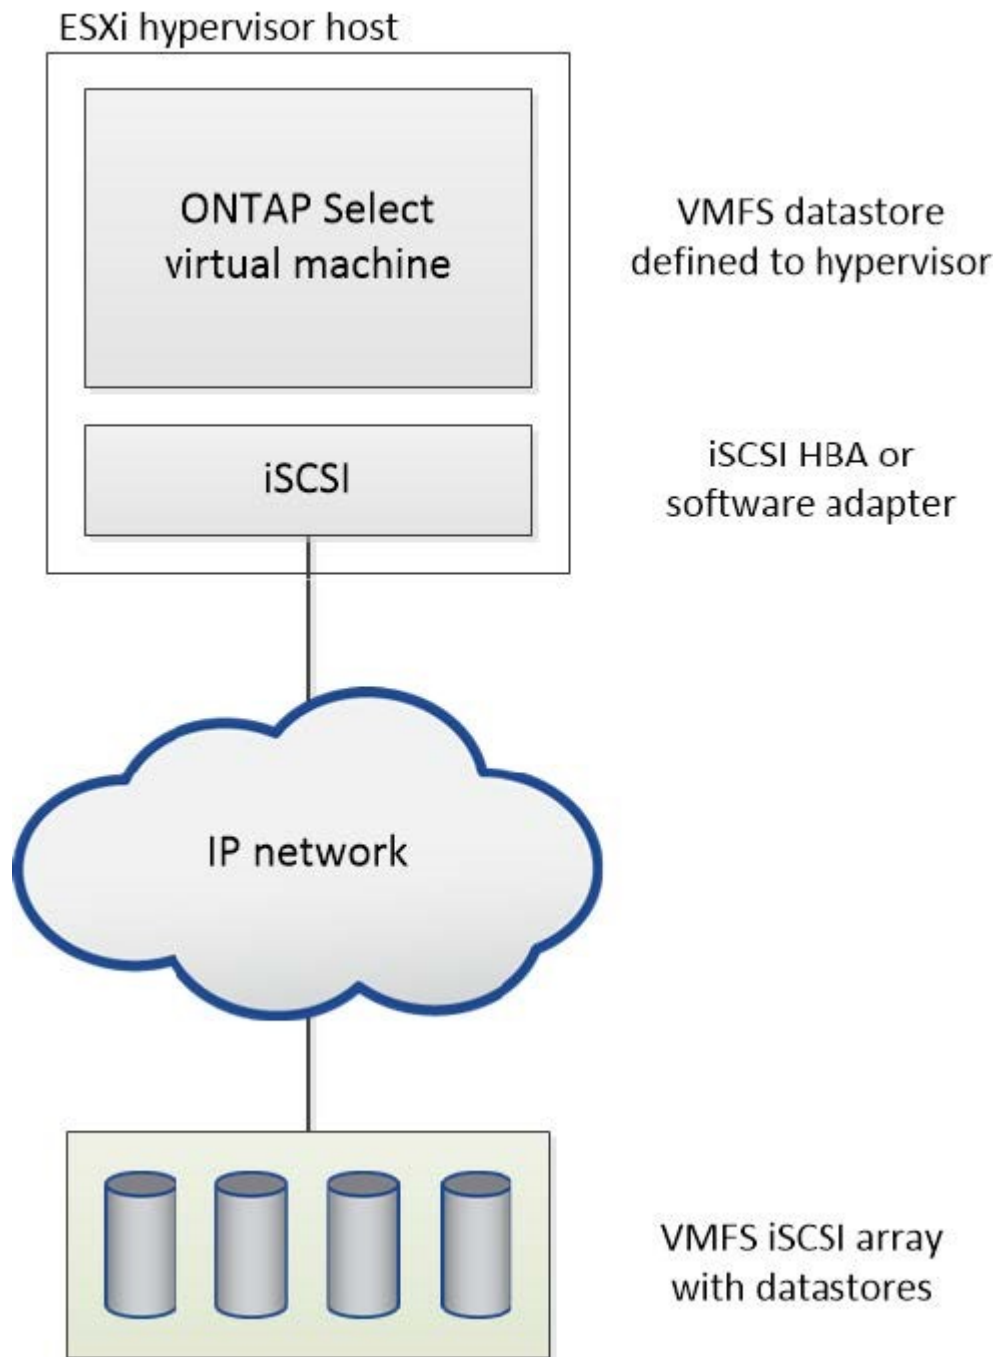 ESXi hypervisor host
ONTAP Select
virtual machine
VMFS datastore
defined to hypervisor
iSCSI
iSCSI HBA or
software adapter
IP network
VMFS iSCSI array
with datastores